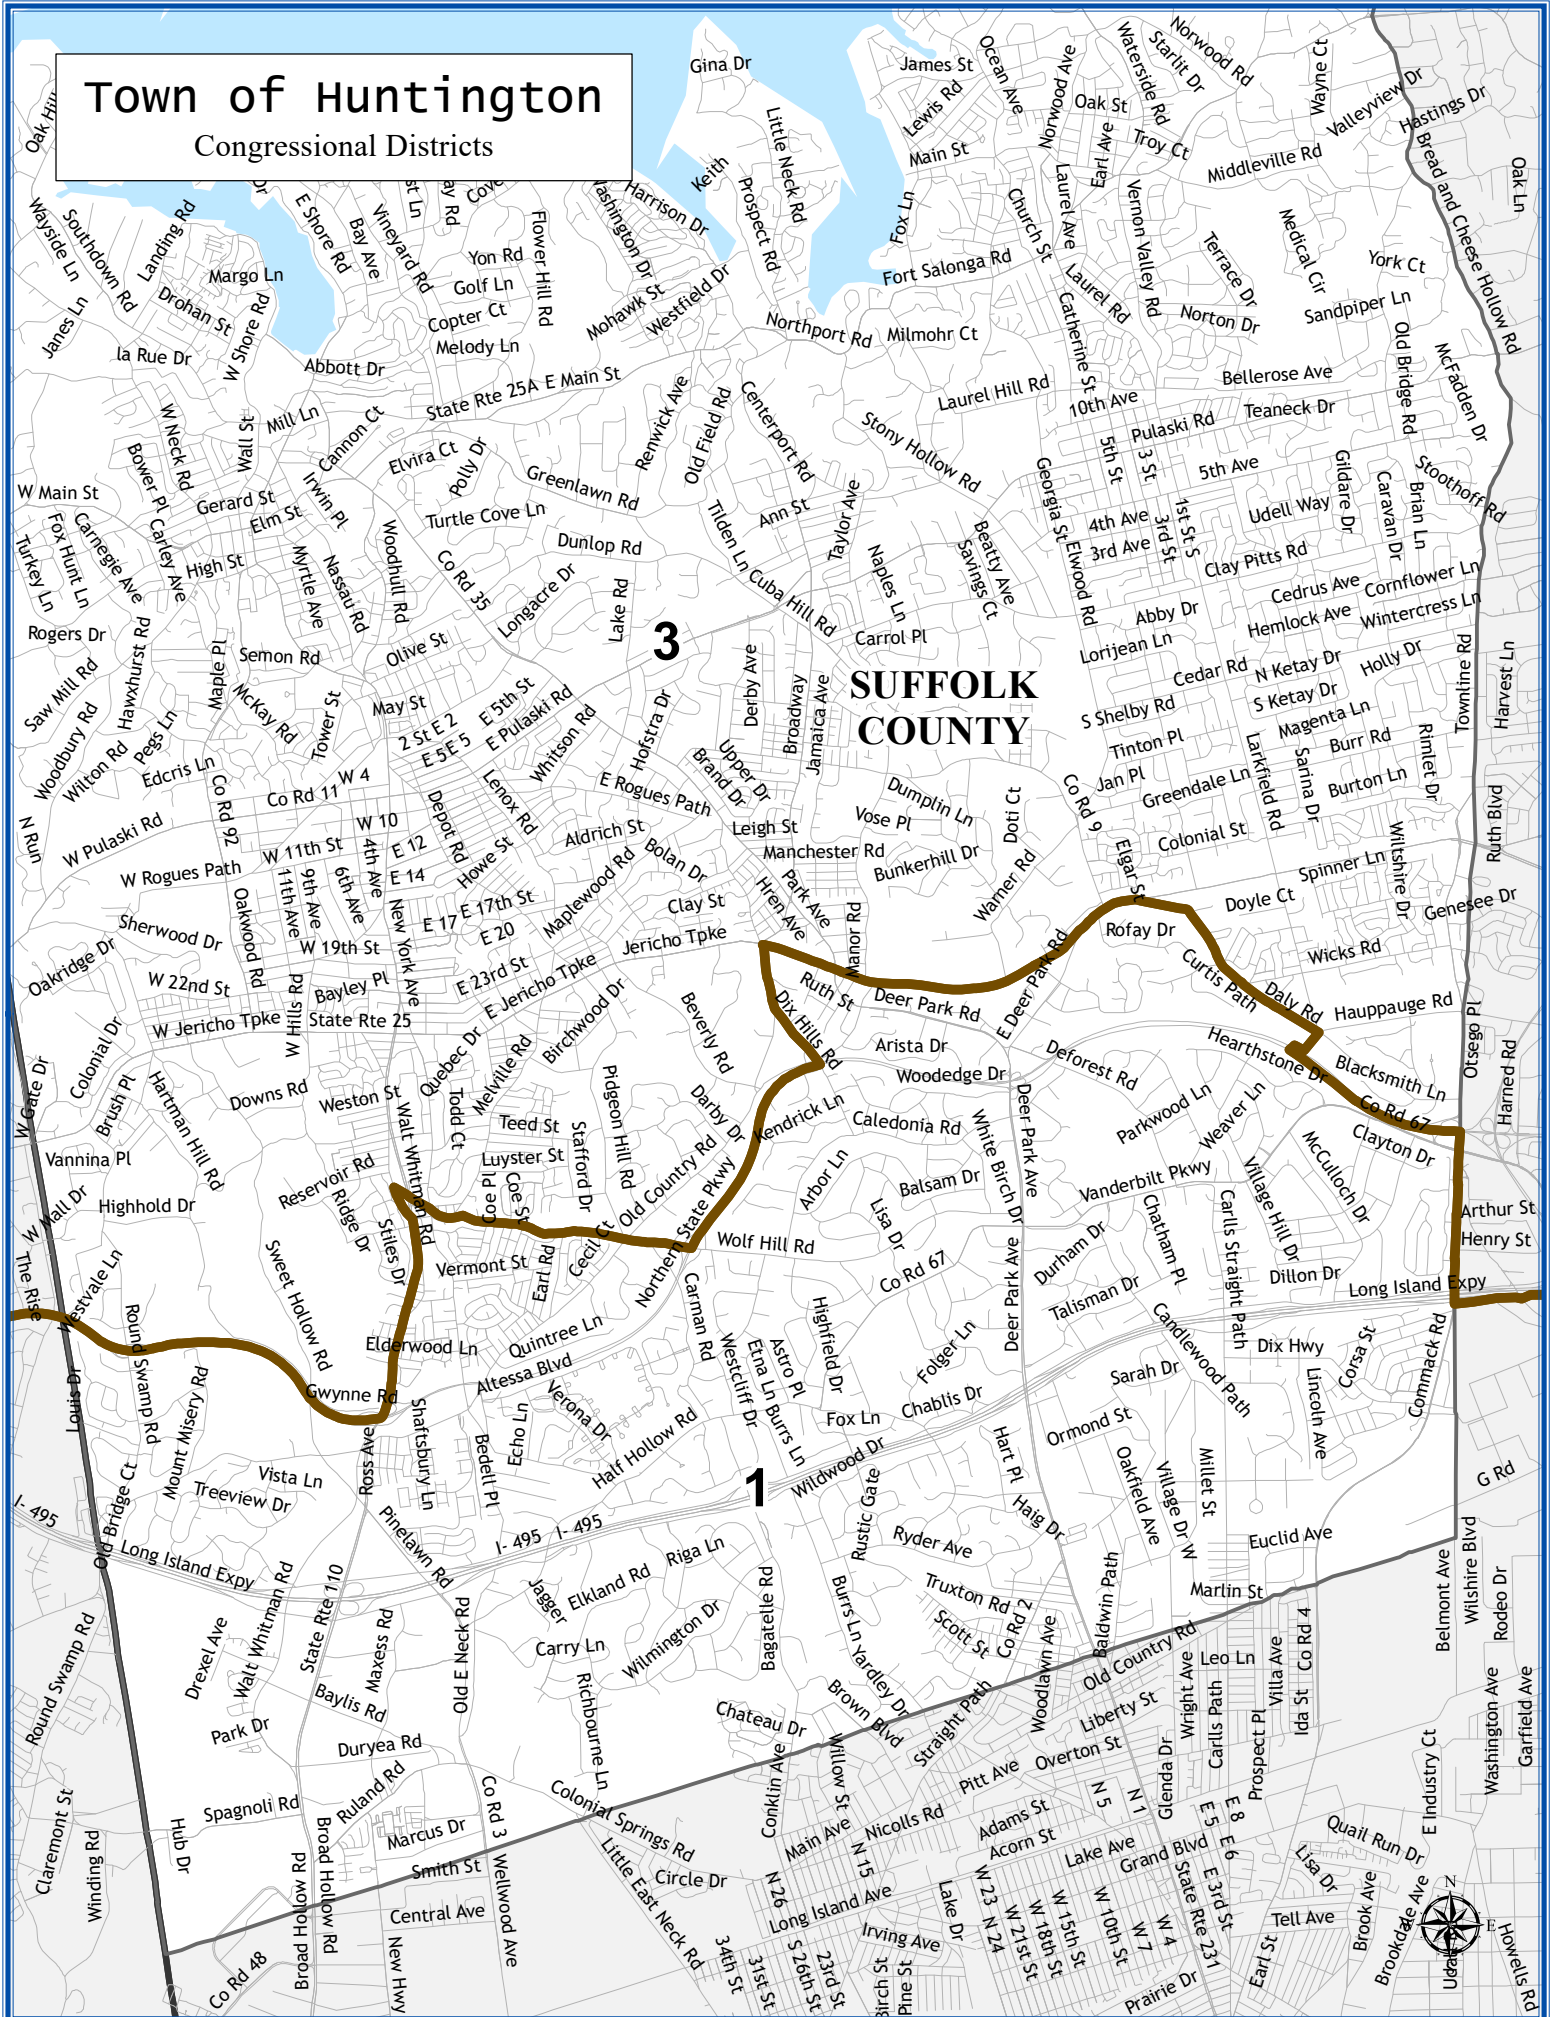 Town of Huntington
Congressional Districts
Gina Dr
James St
Ocean Ave
Norwood Ave
Waterside Rd
Starlit Dr
Norwood Rd
Wayne Ct
Valleyview Dr
Hastings Dr
Oak Hill
Little Neck Rd
Lewis Rd
Oak St
Troy Ct
Earl Ave
Main St
Middleville Rd
Bread and Cheese Hollow Rd
Oak Ln
Keith
Harrison Dr
Washington Dr
Prospect Rd
Fox Ln
Church St
Laurel Ave
Vernon Valley Rd
Terrace Dr
Medical Cir
York Ct
Wayside Ln
Southdown Rd
Landing Rd
Margo Ln
Drohan St
E Shore Rd
Bay Ave
Vineyard Rd
Cove
Yon Rd
Golf Ln
Flower Hill Rd
Copter Ct
Melody Ln
Mohawk St
Westfield Dr
Fort Salonga Rd
Laurel Rd
Catherine St
Norton Dr
Sandpiper Ln
Janes Ln
la Rue Dr
W Shore Rd
Abbott Dr
Northport Rd
Milmohr Ct
Old Bridge Rd
McFadden Dr
State Rte 25A E Main St
Renwick Ave
Old Field Rd
Centerport Rd
Laurel Hill Rd
10th Ave
Bellerose Ave
Teaneck Dr
Pulaski Rd
W Neck Rd
Wall St
Mill Ln
Cannon Ct
Elvira Ct
Polly Dr
Greenlawn Rd
Stony Hollow Rd
5th St
3 St
5th Ave
Gildare Dr
Caravan Dr
Brian Ln
Stoothoff Rd
Bower Pl
W Main St
Gerard St
Elm St
Irwin Pl
Turtle Cove Ln
Dunlop Rd
Tilden Ln
Ann St
Taylor Ave
Georgia St
4th Ave
3rd Ave
3rd St
1st St S
Udell Way
Clay Pitts Rd
Turkey Ln
Fox Hunt Ln
Carnegie Ave
Carley Ave
High St
Myrtle Ave
Nassau Rd
Woodhull Rd
Co Rd 35
Longacre Dr
Lake Rd
Cuba Hill Rd
Naples Ln
Savings Ct
Beatty Ave
Elwood Rd
Abby Dr
Cedrus Ave
Cornflower Ln
Hemlock Ave
Wintercress Ln
Rogers Dr
Hawxhurst Rd
Maple Pl
Semon Rd
Olive St
3
Carrol Pl
Lorijean Ln
Cedar Rd
N Ketay Dr
Holly Dr
Townline Rd
Harvest Ln
Saw Mill Rd
McKay Rd
Tower St
May St
2 St E 2
E 5th St
E 5 E 5
E Pulaski Rd
Whitson Rd
Hofstra Dr
Derby Ave
Broadway
Jamaica Ave
SUFFOLK
COUNTY
S Shelby Rd
S Ketay Dr
Magenta Ln
Tinton Pl
Burr Rd
Rimlet Dr
Woodbury Rd
Wilton Rd
Pegs Ln
Edcris Ln
W 4
Co Rd 11
Lenox Rd
Brand Dr
Upper Dr
E Rogues Path
Dumplin Ln
Doti Ct
Co Rd 9
Jan Pl
Greendale Ln
Larkfield Rd
Sarina Dr
Burton Ln
Ruth Blvd
N Run
W Pulaski Rd
Co Rd 92
W 10
Depot Rd
Aldrich St
Leigh St
Vose Pl
Colonial St
W Rogues Path
W 11th St
4th Ave
E 12
E 14
Howe St
Bolan Dr
Manchester Rd
Bunkerhill Dr
Warner Rd
Elgar St
Spinner Ln
Wiltshire Dr
Oakwood Rd
11th Ave
9th Ave
6th Ave
New York Ave
E 17
E 17th St
E 20
Maplewood Rd
Clay St
Hren Ave
Park Ave
Manor Rd
Doyle Ct
Genesee Dr
Sherwood Dr
W 19th St
Jericho Tpke
Rofay Dr
Wicks Rd
Oakridge Dr
W 22nd St
Bayley Pl
E 23rd St
E Jericho Tpke
Birchwood Dr
Beverly Rd
Ruth St
Deer Park Rd
E Deer Park Rd
Curtis Path
Daly Rd
Hauppauge Rd
Otsego Pl
W Jericho Tpke
W Hills Rd
State Rte 25
Dix Hills Rd
Arista Dr
Deforest Rd
Hearthstone Dr
Blacksmith Ln
Harned Rd
W Gate Dr
Colonial Dr
Brush Pl
Hartman Hill Rd
Downs Rd
Weston St
Quebec Dr
Todd Ct
Melville Rd
Pidgeon Hill Rd
Darby Dr
Kendrick Ln
Woodedge Dr
Caledonia Rd
White Birch Dr
Deer Park Ave
Parkwood Ln
Weaver Ln
Co Rd 67
Clayton Dr
Vannina Pl
Walt Whitman Rd
Teed St
Luyster St
Stafford Dr
Old Country Rd
Arbor Ln
Balsam Dr
Vanderbilt Pkwy
McCulloch Dr
W Mall Dr
Highhold Dr
Reservoir Rd
Ridge Dr
Stiles Dr
Coe Pl
Coe St
Cecil Ct
Northern State Pkwy
Wolf Hill Rd
Lisa Dr
Durham Dr
Chatham Pl
Carlls Straight Path
Village Hill Dr
Arthur St
Henry St
The Rise
Westvale Ln
Sweet Hollow Rd
Vermont St
Earl Rd
Carman Rd
Co Rd 67
Talisman Dr
Dillon Dr
Long Island Expy
Round Swamp Rd
Elderwood Ln
Quintree Ln
Westcliff Dr
Etna Ln
Astro Pl
Highfield Dr
Folger Ln
Deer Park Ave
Candlewood Path
Dix Hwy
Corsa St
Commack Rd
Louis Dr
Mount Misery Rd
Gwynne Rd
Altessa Blvd
Verona Dr
Burrs Ln
Chablis Dr
Sarah Dr
Lincoln Ave
Shaftsbury Ln
Echo Ln
Bedell Pl
Half Hollow Rd
Fox Ln
Wildwood Dr
Hart Pl
Ormond St
Ross Ave
Vista Ln
Treeview Dr
1
Rustic Gate
Haig Dr
Oakfield Ave
Village Dr W
Millet St
G Rd
I- 495
Old Bridge Ct
Long Island Expy
Pinelawn Rd
I- 495
I- 495
Riga Ln
Ryder Ave
Euclid Ave
Belmont Ave
Wilshire Blvd
Rodeo Dr
State Rte 110
Jagger
Elkland Rd
Bagatelle Rd
Burrs Ln
Truxton Rd
Scott St
Co Rd 2
Baldwin Path
Marlin St
Round Swamp Rd
Drexel Ave
Walt Whitman Rd
Maxess Rd
Old E Neck Rd
Carry Ln
Wilmington Dr
Yardley Dr
Woodlawn Ave
Old Country Rd
Leo Ln
Villa Ave
Co Rd 4
Park Dr
Baylis Rd
Duryea Rd
Richbourne Ln
Chateau Dr
Brown Blvd
Straight Path
Liberty St
Wright Ave
Carlls Path
Prospect Pl
Ida St
Washington Ave
Garfield Ave
Claremont St
Winding Rd
Hub Dr
Spagnoli Rd
Ruland Rd
Marcus Dr
Co Rd 3
Colonial Springs Rd
Conklin Ave
Willow St
Pitt Ave
Overton St
Glenda Dr
E Industry Ct
Broad Hollow Rd
Broad Hollow Rd
Smith St
Wellwood Ave
Little East Neck Rd
Circle Dr
Main Ave
N 15
Nicolls Rd
Adams St
Acorn St
N 5
N 1
Lake Ave
Grand Blvd
E 5
E 8
E 6
Quail Run Dr
Lisa Dr
Central Ave
N 26
Long Island Ave
Irving Ave
Lake Dr
W 23
N 24
W 21st St
W 18th St
W 15th St
W 10th St
W 7
W 4
State Rte 231
E 3rd St
Tell Ave
Brook Ave
Brookdale Ave
N
E
Howells Rd
Co Rd 48
New Hwy
34th St
31st St
S 26th St
23rd St
Birch St
Pine St
Prairie Dr
Earl St